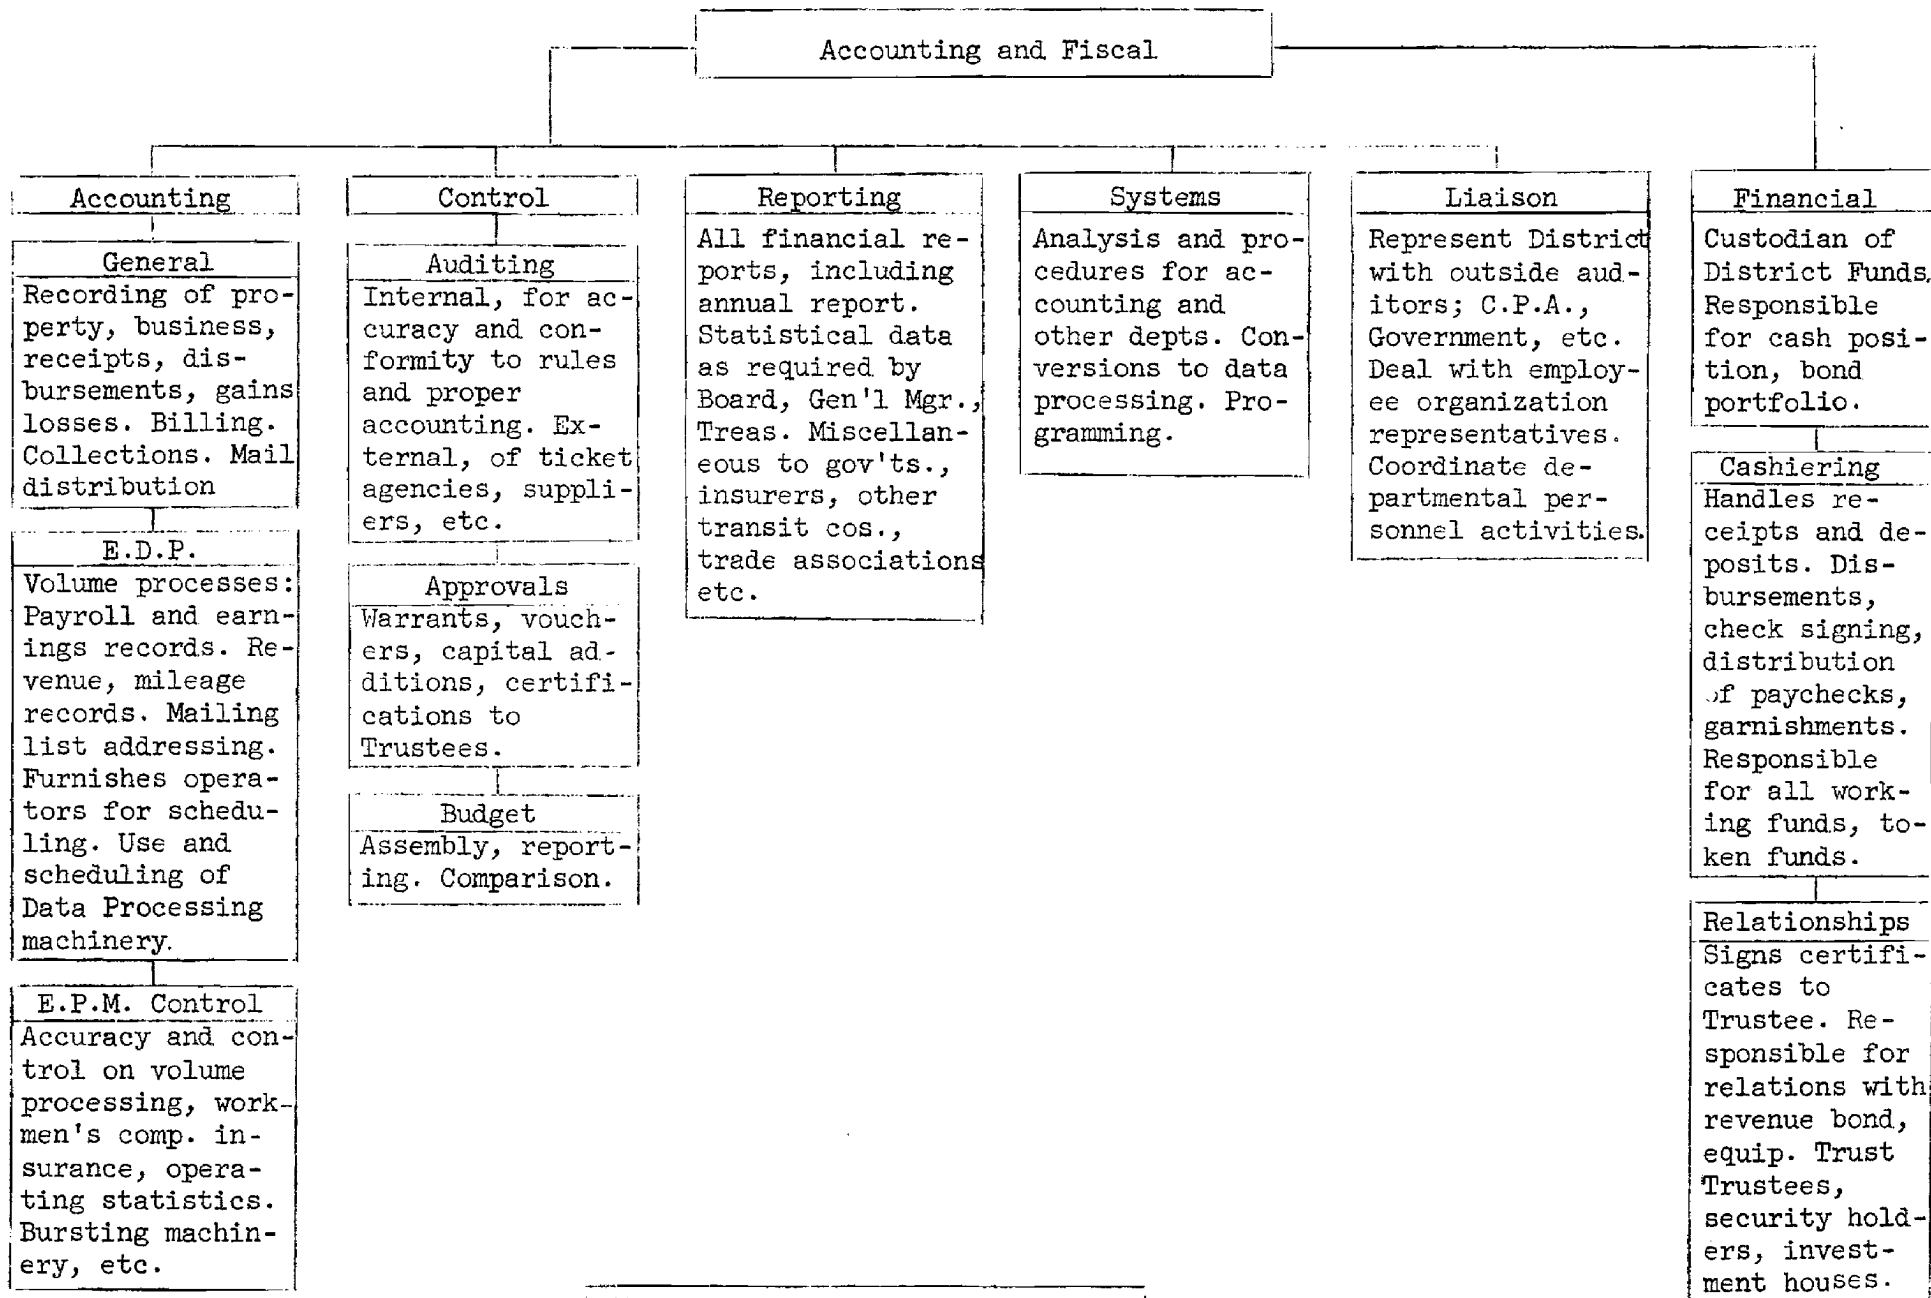 Accounting and Fiscal
Accounting
General
Recording of pro-
perty, business,
receipts, dis-
bursements, gains
losses. Billing.
Collections. Mail
distribution
E.D.P.
Volume processes:
Payroll and earn-
ings records. Re-
venue, mileage
records. Mailing
list addressing.
Furnishes opera-
tors for schedu-
ling. Use and
scheduling of
Data Processing
machinery.
E.P.M. Control
Accuracy and con-
trol on volume
processing, work-
men's comp. in-
surance, opera-
ting statistics.
Bursting machin-
ery, etc.
Control
Auditing
Internal, for ac-
curacy and con-
formity to rules
and proper
accounting. Ex-
ternal, of ticket
agencies, suppli-
ers, etc.
Approvals
Warrants, vouch-
ers, capital ad-
ditions, certifi-
cations to
Trustees.
Budget
Assembly, report-
ing. Comparison.
Reporting
All financial re-
ports, including
annual report.
Statistical data
as required by
Board, Gen'l Mgr.,
Treas. Miscellan-
eous to gov'ts.,
insurers, other
transit cos.,
trade associations
etc.
Systems
Analysis and pro-
cedures for ac-
counting and
other depts. Con-
versions to data
processing. Pro-
gramming.
Liaison
Represent District
with outside aud-
itors; C.P.A.,
Government, etc.
Deal with employ-
ee organization
representatives.
Coordinate de-
partmental per-
sonnel activities.
Financial
Custodian of
District Funds.
Responsible
for cash posi-
tion, bond
portfolio.
Cashiering
Handles re-
ceipts and de-
posits. Dis-
bursements,
check signing,
distribution
of paychecks,
garnishments.
Responsible
for all work-
ing funds, to-
ken funds.
Relationships
Signs certifi-
cates to
Trustee. Re-
sponsible for
relations with
revenue bond,
equip. Trust
Trustees,
security hold-
ers, invest-
ment houses.